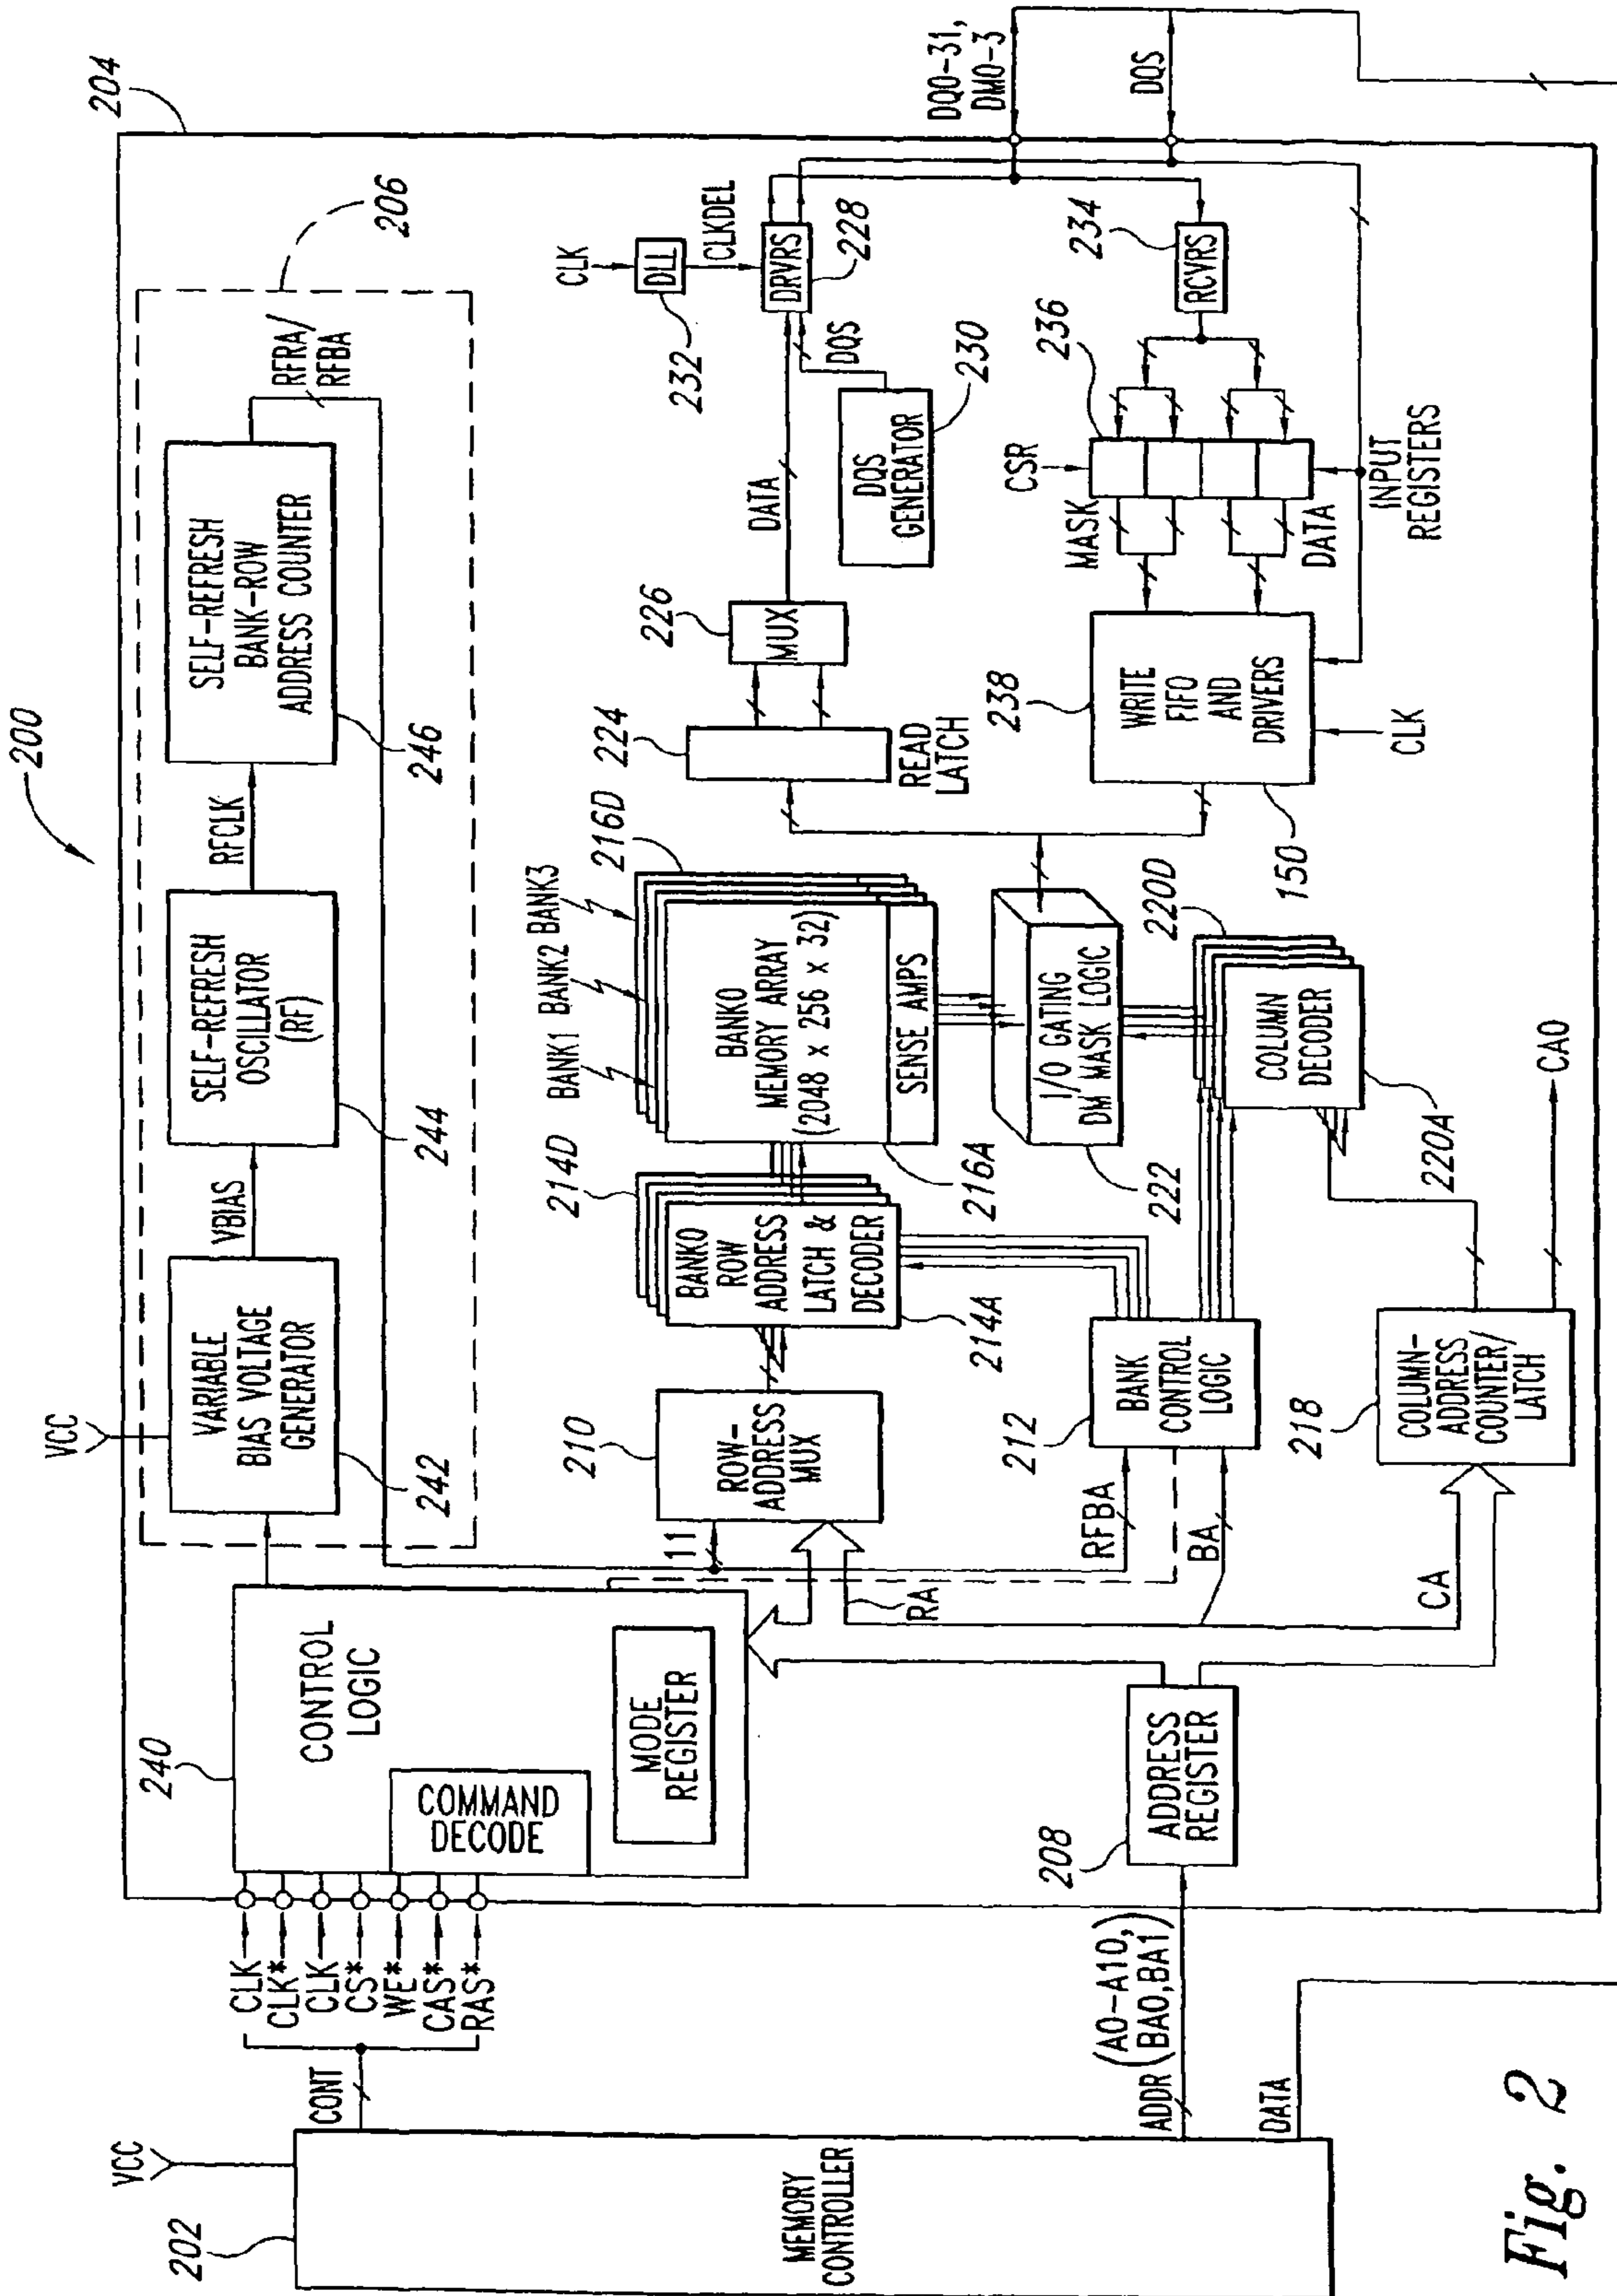 200
204
VCC
202
MEMORY
CONTROLLER
CONT
CLK
CLK*
CLK
CS*
WE*
CAS*
RAS*
240
CONTROL
LOGIC
COMMAND
DECODE
MODE
REGISTER
VCC
VARIABLE
BIAS VOLTAGE
GENERATOR
242
VBIAS
SELF-REFRESH
OSCILLATOR
(RF)
244
RFCLK
SELF-REFRESH
BANK-ROW
ADDRESS COUNTER
246
RFRA/
RFBA
206
ADDR
(A0-A10,
BA0,BA1)
DATA
208
ADDRESS
REGISTER
11
RA
RFBA
BA
CA
210
ROW-
ADDRESS
MUX
212
BANK
CONTROL
LOGIC
218
COLUMN-
ADDRESS
COUNTER/
LATCH
CA0
214D
BANK0
ROW
ADDRESS
LATCH &
DECODER
214A
BANK1
BANK2
BANK3
216D
BANK0
MEMORY ARRAY
(2048 x 256 x 32)
SENSE AMPS
216A
I/O GATING
DM MASK LOGIC
222
220D
COLUMN
DECODER
220A
224
READ
LATCH
226
MUX
DATA
CLK
DLL
232
CLKDEL
DRVRS
228
DQS
DQS
GENERATOR
230
DQ0-31,
DM0-3
DQS
RCVRS
234
236
CSR
MASK
DATA
INPUT
REGISTERS
238
WRITE
FIFO
AND
DRIVERS
150
CLK
Fig. 2